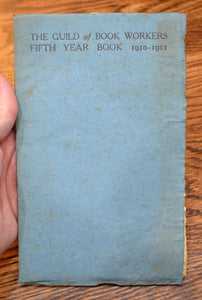 THE GUILD of BOOK WORKERS
FIFTH YEAR BOOK 1910-1911